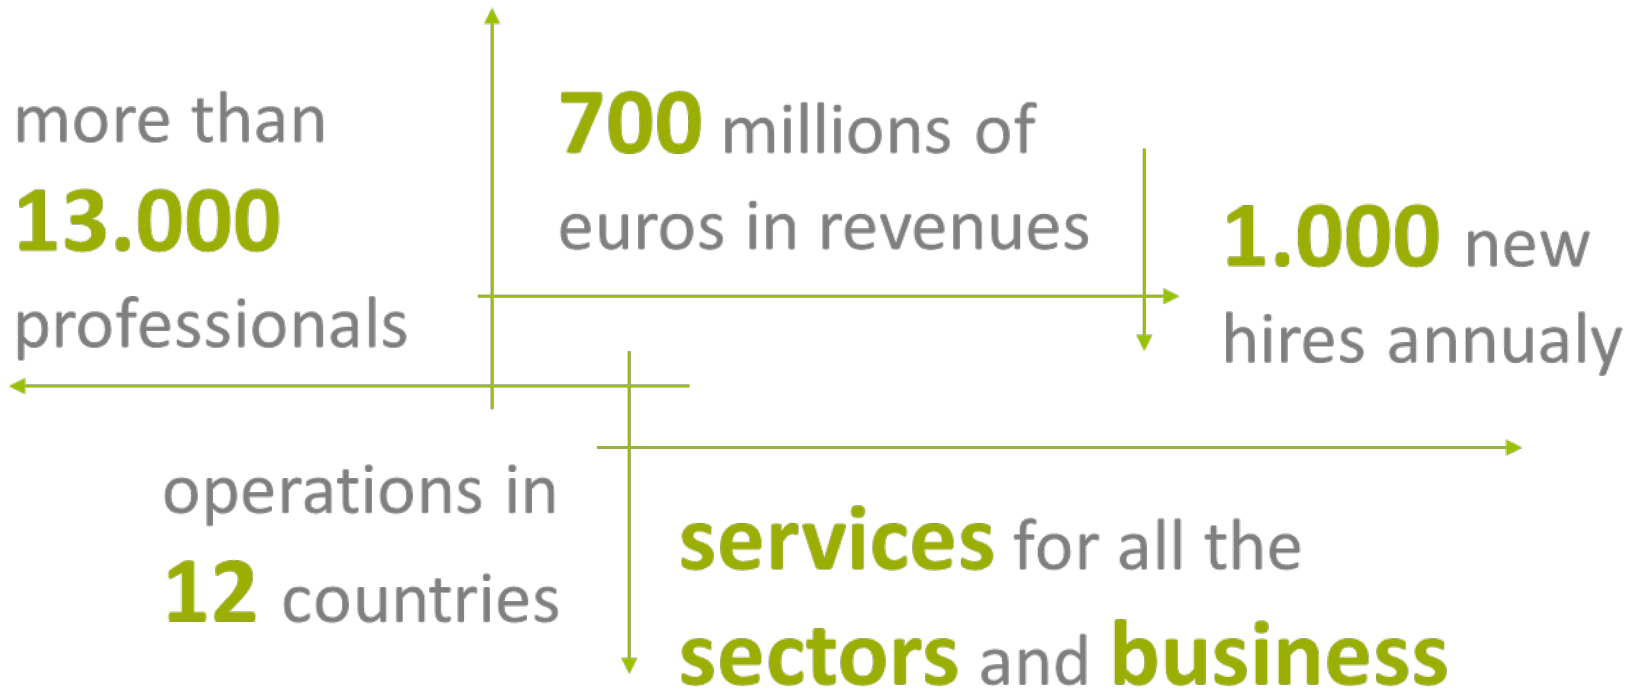 more than
13.000
professionals
700 millions of
euros in revenues
1.000 new
hires annualy
operations in
12 countries
services for all the
sectors and business